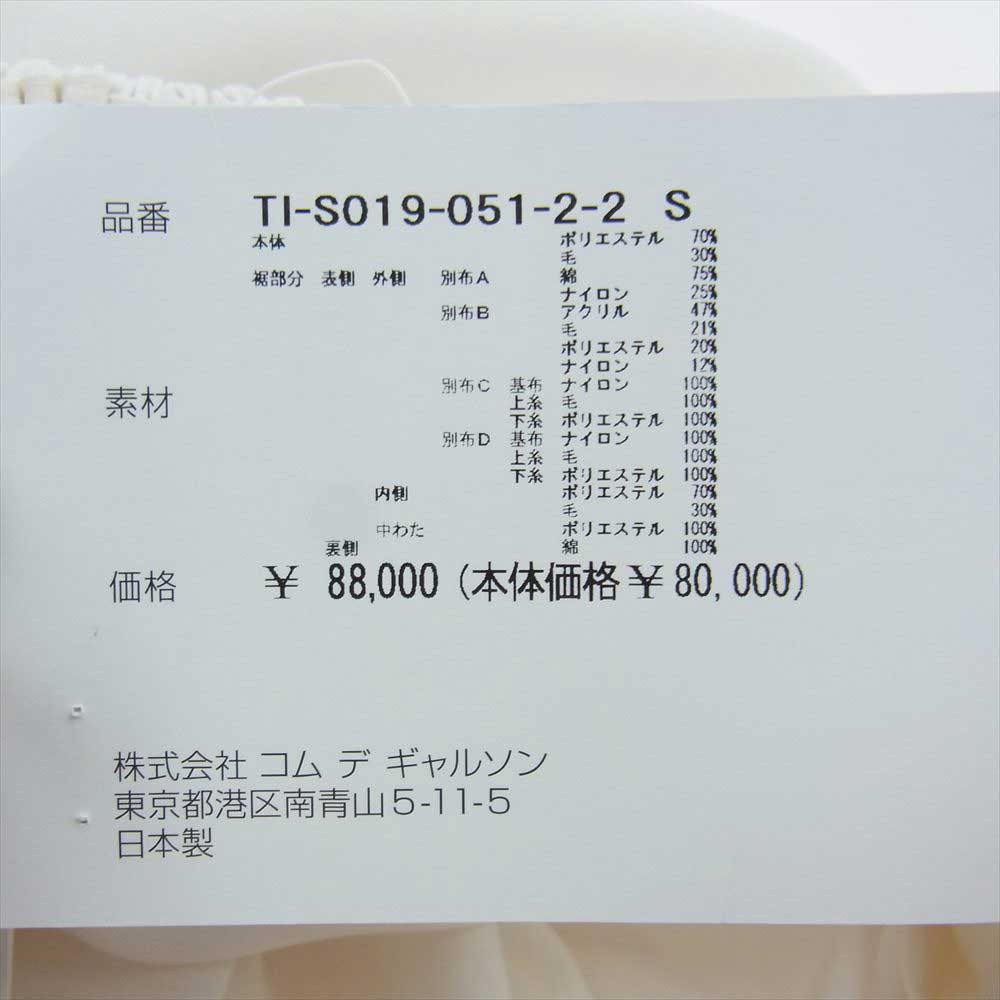 品番 TI-S019-051-2-2 S
本体 ポリエステル 70%
毛 30%
裾部分 表側 外側 別布A 綿 75%
ナイロン 25%
別布B アクリル 47%
毛 21%
ポリエステル 20%
ナイロン 12%
素材 別布C 基布 ナイロン 100%
上糸 毛 100%
下糸 ポリエステル 100%
別布D 基布 ナイロン 100%
上糸 毛 100%
下糸 ポリエステル 100%
内側 ポリエステル 70%
毛 30%
中わた ポリエステル 100%
裏側 綿 100%
価格 ¥ 88,000 (本体価格¥80,000)
株式会社 コム デ ギャルソン
東京都港区南青山5-11-5
日本製